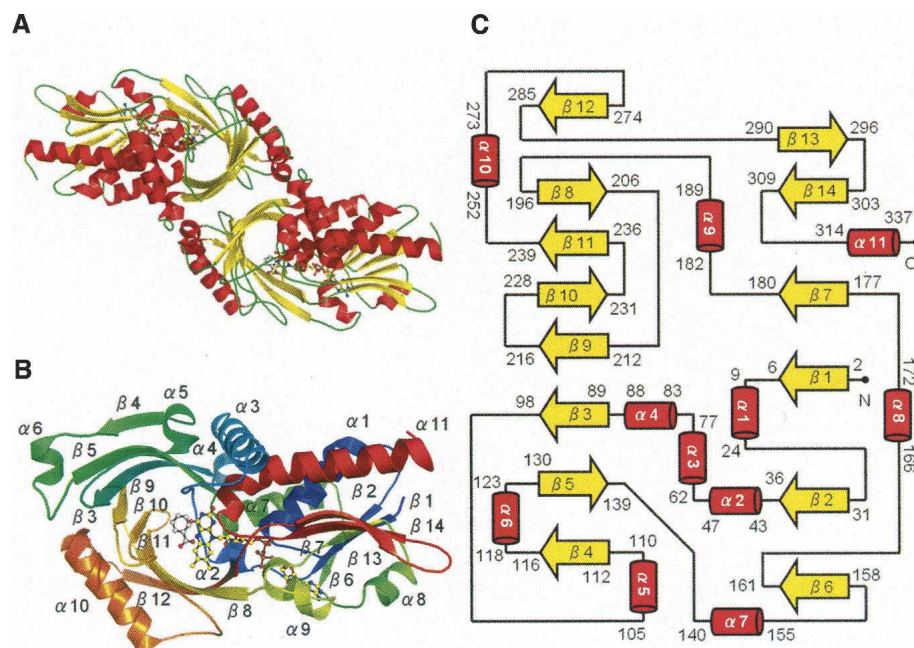 A
C
285
β12
274
273
α10
252
290
β13
296
β8
206
196
189
α9
182
309
β14
303
337
314
α11
C
β11
236
239
228
β10
231
180
β7
177
β9
216
212
172
α8
166
6
β1
2
N
9
α1
24
B
98
β3
89
88
83
α4
77
α3
62
36
β2
31
α2
47
43
130
β5
139
123
α6
118
β4
110
116
112
α5
105
161
β6
158
140
α7
155
α5
β4
α6
β5
α3
α4
α1
α11
β9
β10
β3
β11
α7
β2
β1
β14
β7
β13
α2
β6
α10
β12
β8
α9
α8